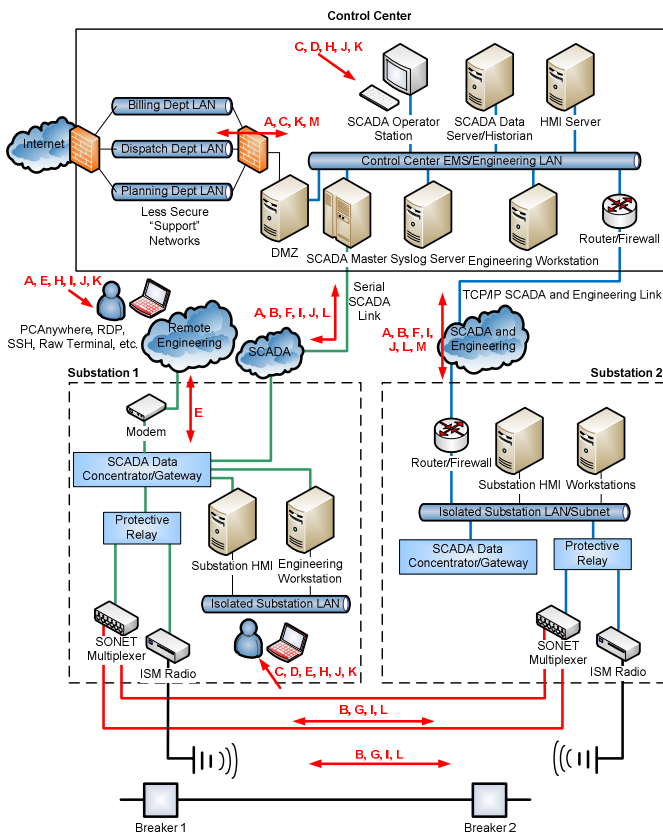 Control Center
C, D, H, J, K
Billing Dept LAN
Internet
Dispatch Dept LAN
A, C, K, M
Planning Dept LAN
Less Secure
“Support”
Networks
SCADA Operator
Station
SCADA Data
Server/Historian
HMI Server
Control Center EMS/Engineering LAN
DMZ
SCADA Master
Syslog Server
Engineering Workstation
Router/Firewall
A, E, H, I, J, K
PCAnywhere, RDP,
SSH, Raw Terminal, etc.
Remote
Engineering
A, B, F, I, J, L
Serial
SCADA
Link
SCADA
TCP/IP SCADA and Engineering Link
A, B, F, I,
J, L, M
SCADA and
Engineering
Substation 1
Modem
E
SCADA Data
Concentrator/Gateway
Protective
Relay
Substation HMI
Engineering
Workstation
Isolated Substation LAN
SONET
Multiplexer
ISM Radio
C, D, E, H, J, K
Substation 2
Router/Firewall
Substation HMI
Workstations
Isolated Substation LAN/Subnet
SCADA Data
Concentrator/Gateway
Protective
Relay
SONET
Multiplexer
ISM Radio
B, G, I, L
B, G, I, L
Breaker 1
Breaker 2